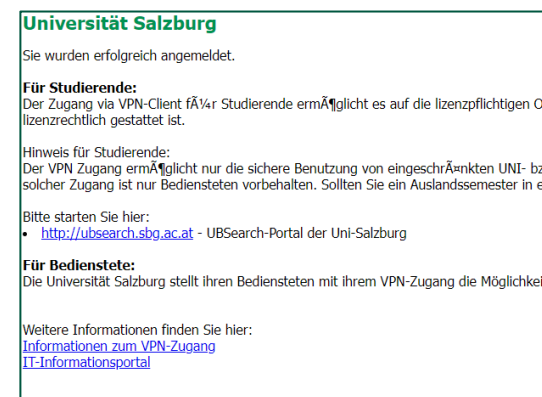 Universität Salzburg
Sie wurden erfolgreich angemeldet.
Für Studierende:
Der Zugang via VPN-Client fÃ¼r Studierende ermÃ¶glicht es auf die lizenzpflichtigen O
lizenzrechtlich gestattet ist.
Hinweis für Studierende:
Der VPN Zugang ermÃ¶glicht nur die sichere Benutzung von eingeschrÃ¤nkten UNI- bz
solcher Zugang ist nur Bediensteten vorbehalten. Sollten Sie ein Auslandssemester in e
Bitte starten Sie hier:
• http://ubsearch.sbg.ac.at - UBSearch-Portal der Uni-Salzburg
Für Bedienstete:
Die Universität Salzburg stellt ihren Bediensteten mit ihrem VPN-Zugang die Möglichkei
Weitere Informationen finden Sie hier:
Informationen zum VPN-Zugang
IT-Informationsportal